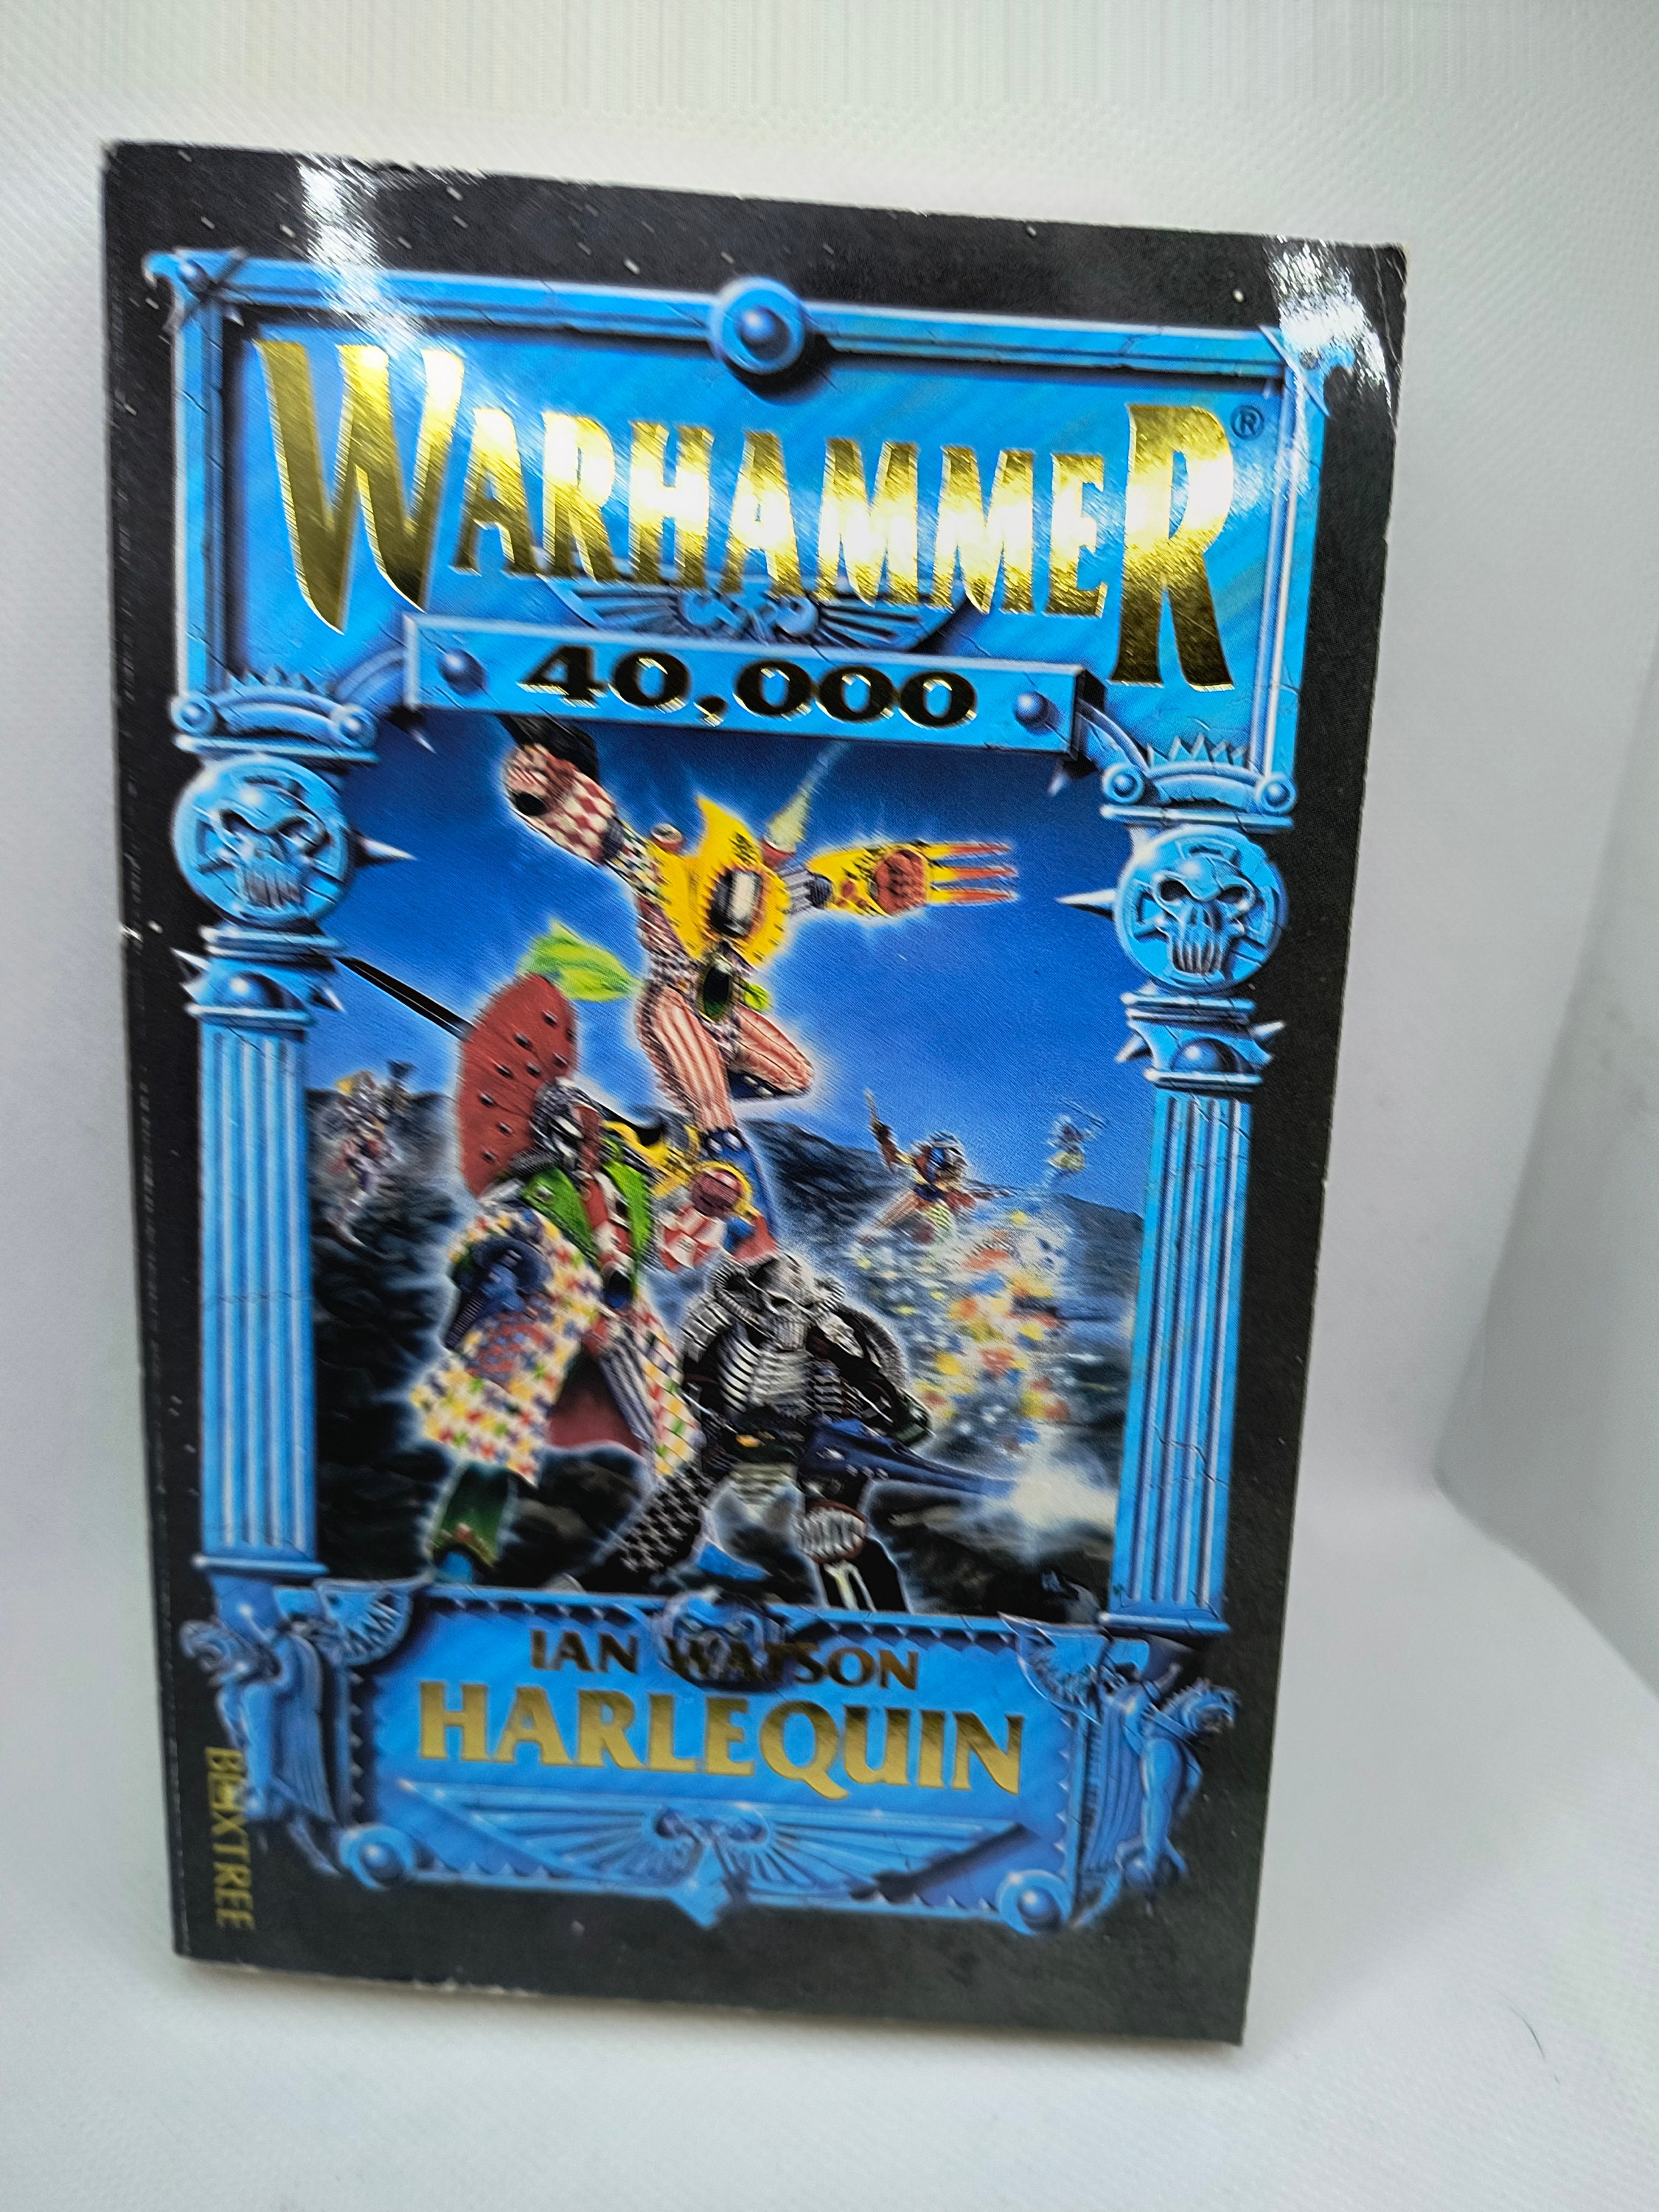 WARHAMMER®
40,000
IAN WATSON
HARLEQUIN
BOXTREE